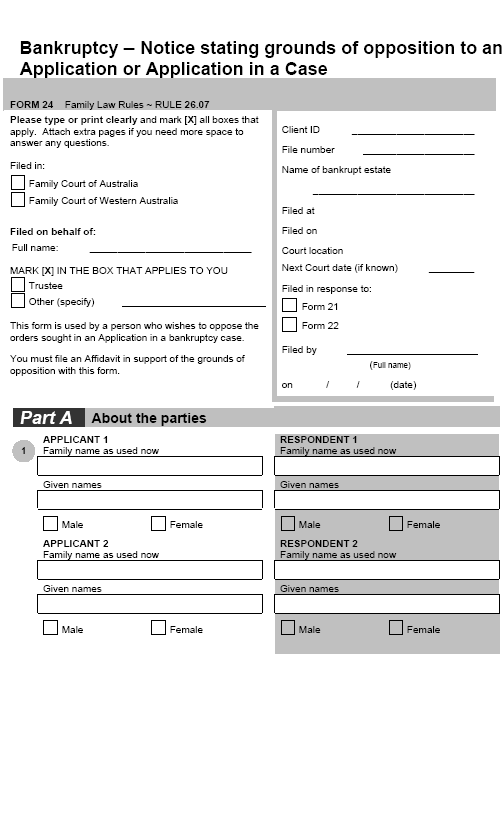 Bankruptcy – Notice stating grounds of opposition to an
Application or Application in a Case
FORM 24 Family Law Rules ~ RULE 26.07
Please type or print clearly and mark [X] all boxes that
apply. Attach extra pages if you need more space to
answer any questions.
Filed in:
Family Court of Australia
Family Court of Western Australia
Filed on behalf of:
Full name:
MARK [X] IN THE BOX THAT APPLIES TO YOU
Trustee
Other (specify)
This form is used by a person who wishes to oppose the
orders sought in an Application in a bankruptcy case.
You must file an Affidavit in support of the grounds of
opposition with this form.
Client ID
File number
Name of bankrupt estate
Filed at
Filed on
Court location
Next Court date (if known)
Filed in response to:
Form 21
Form 22
Filed by
(Full name)
on / / (date)
Part A About the parties
1
APPLICANT 1
Family name as used now
Given names
Male Female
RESPONDENT 1
Family name as used now
Given names
Male Female
APPLICANT 2
Family name as used now
Given names
Male Female
RESPONDENT 2
Family name as used now
Given names
Male Female